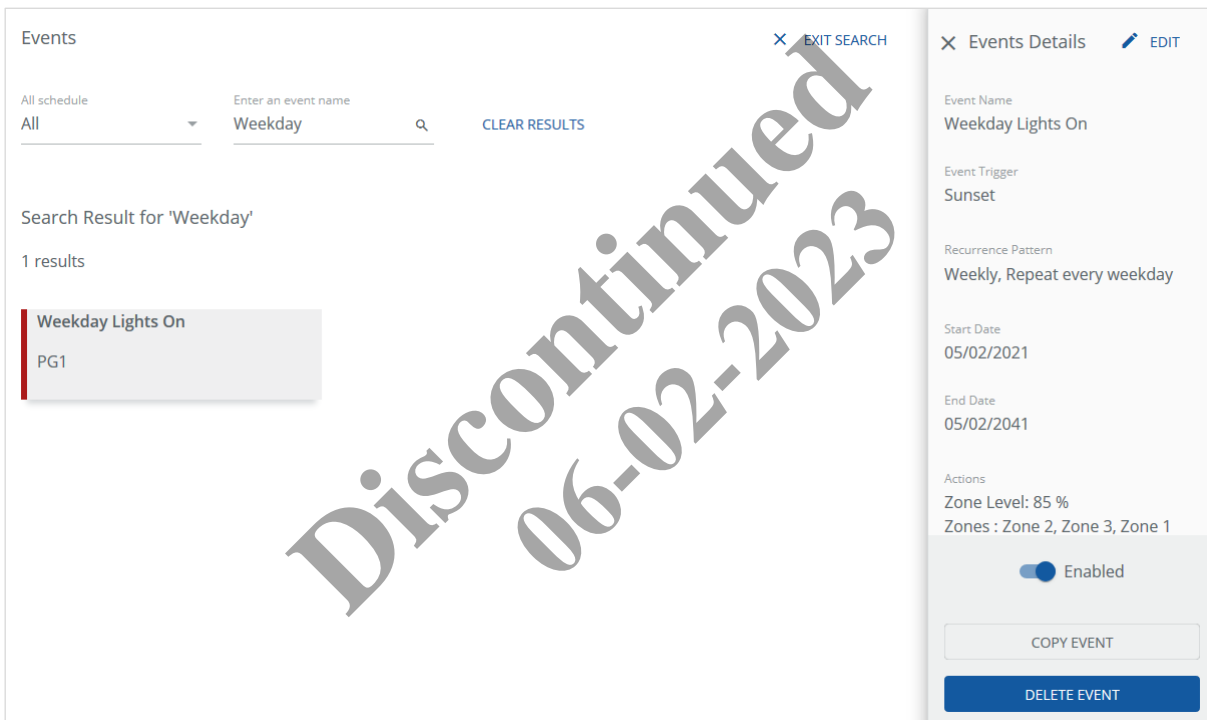 Events
EXIT SEARCH
All schedule
All
Enter an event name
Weekday
CLEAR RESULTS
Search Result for 'Weekday'
1 results
Weekday Lights On
PG1
Discontinued
06-02-2023
Events Details
EDIT
Event Name
Weekday Lights On
Event Trigger
Sunset
Recurrence Pattern
Weekly, Repeat every weekday
Start Date
05/02/2021
End Date
05/02/2041
Actions
Zone Level: 85 %
Zones : Zone 2, Zone 3, Zone 1
Enabled
COPY EVENT
DELETE EVENT